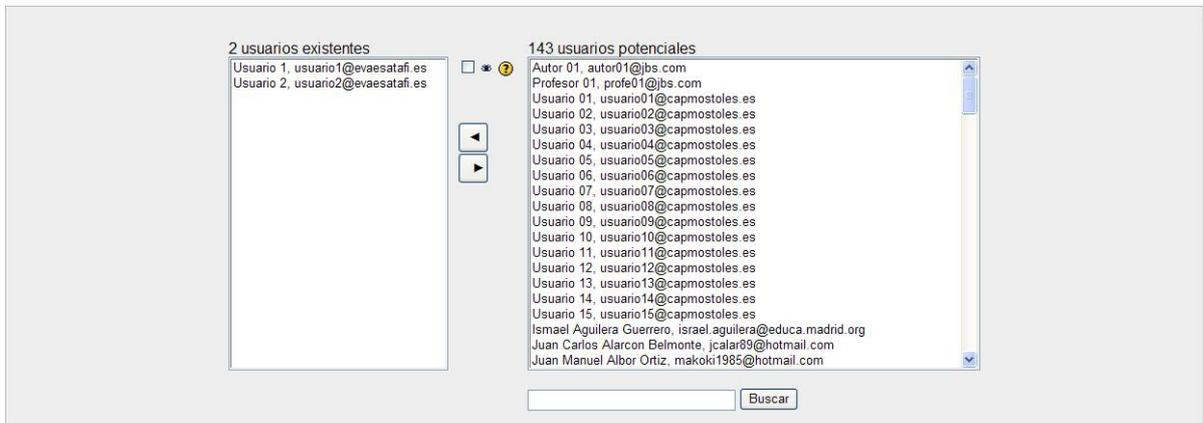 2 usuarios existentes
Usuario 1, usuario1@evaesatafi.es
Usuario 2, usuario2@evaesatafi.es
143 usuarios potenciales
Autor 01, autor01@jbs.com
Profesor 01, profe01@jbs.com
Usuario 01, usuario01@capmostoles.es
Usuario 02, usuario02@capmostoles.es
Usuario 03, usuario03@capmostoles.es
Usuario 04, usuario04@capmostoles.es
Usuario 05, usuario05@capmostoles.es
Usuario 06, usuario06@capmostoles.es
Usuario 07, usuario07@capmostoles.es
Usuario 08, usuario08@capmostoles.es
Usuario 09, usuario09@capmostoles.es
Usuario 10, usuario10@capmostoles.es
Usuario 11, usuario11@capmostoles.es
Usuario 12, usuario12@capmostoles.es
Usuario 13, usuario13@capmostoles.es
Usuario 14, usuario14@capmostoles.es
Usuario 15, usuario15@capmostoles.es
Ismael Aguilera Guerrero, israel.aguilera@educa.madrid.org
Juan Carlos Alarcon Belmonte, jcalar89@hotmail.com
Juan Manuel Albor Ortiz, makoki1985@hotmail.com
Buscar